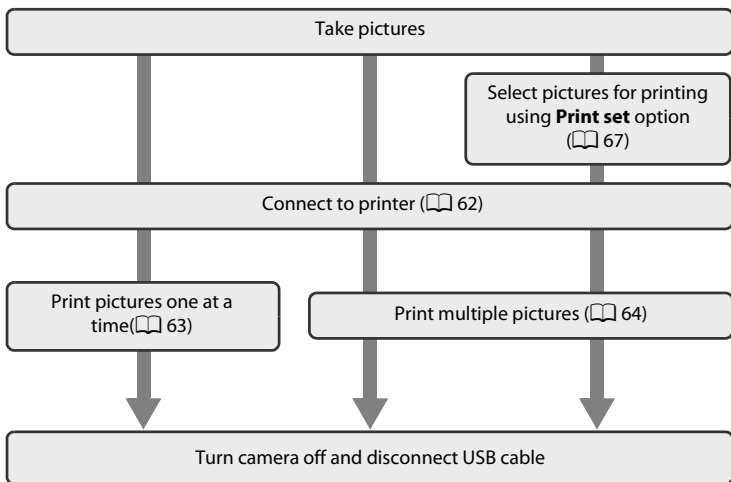 Take pictures
Select pictures for printing
using Print set option
(📖 67)
Connect to printer (📖 62)
Print pictures one at a
time(📖 63)
Print multiple pictures (📖 64)
Turn camera off and disconnect USB cable